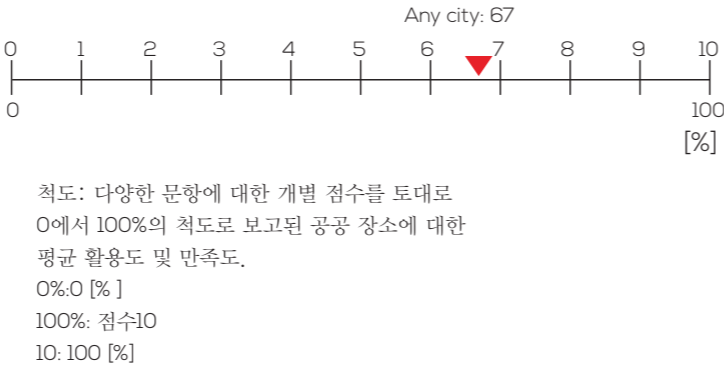 Any city: 67
0 1 2 3 4 5 6 7 8 9 10
0 100
[%]
척도: 다양한 문항에 대한 개별 점수를 토대로
0에서 100%의 척도로 보고된 공공 장소에 대한
평균 활용도 및 만족도.
0%:0 [% ]
100%: 점수10
10: 100 [%]